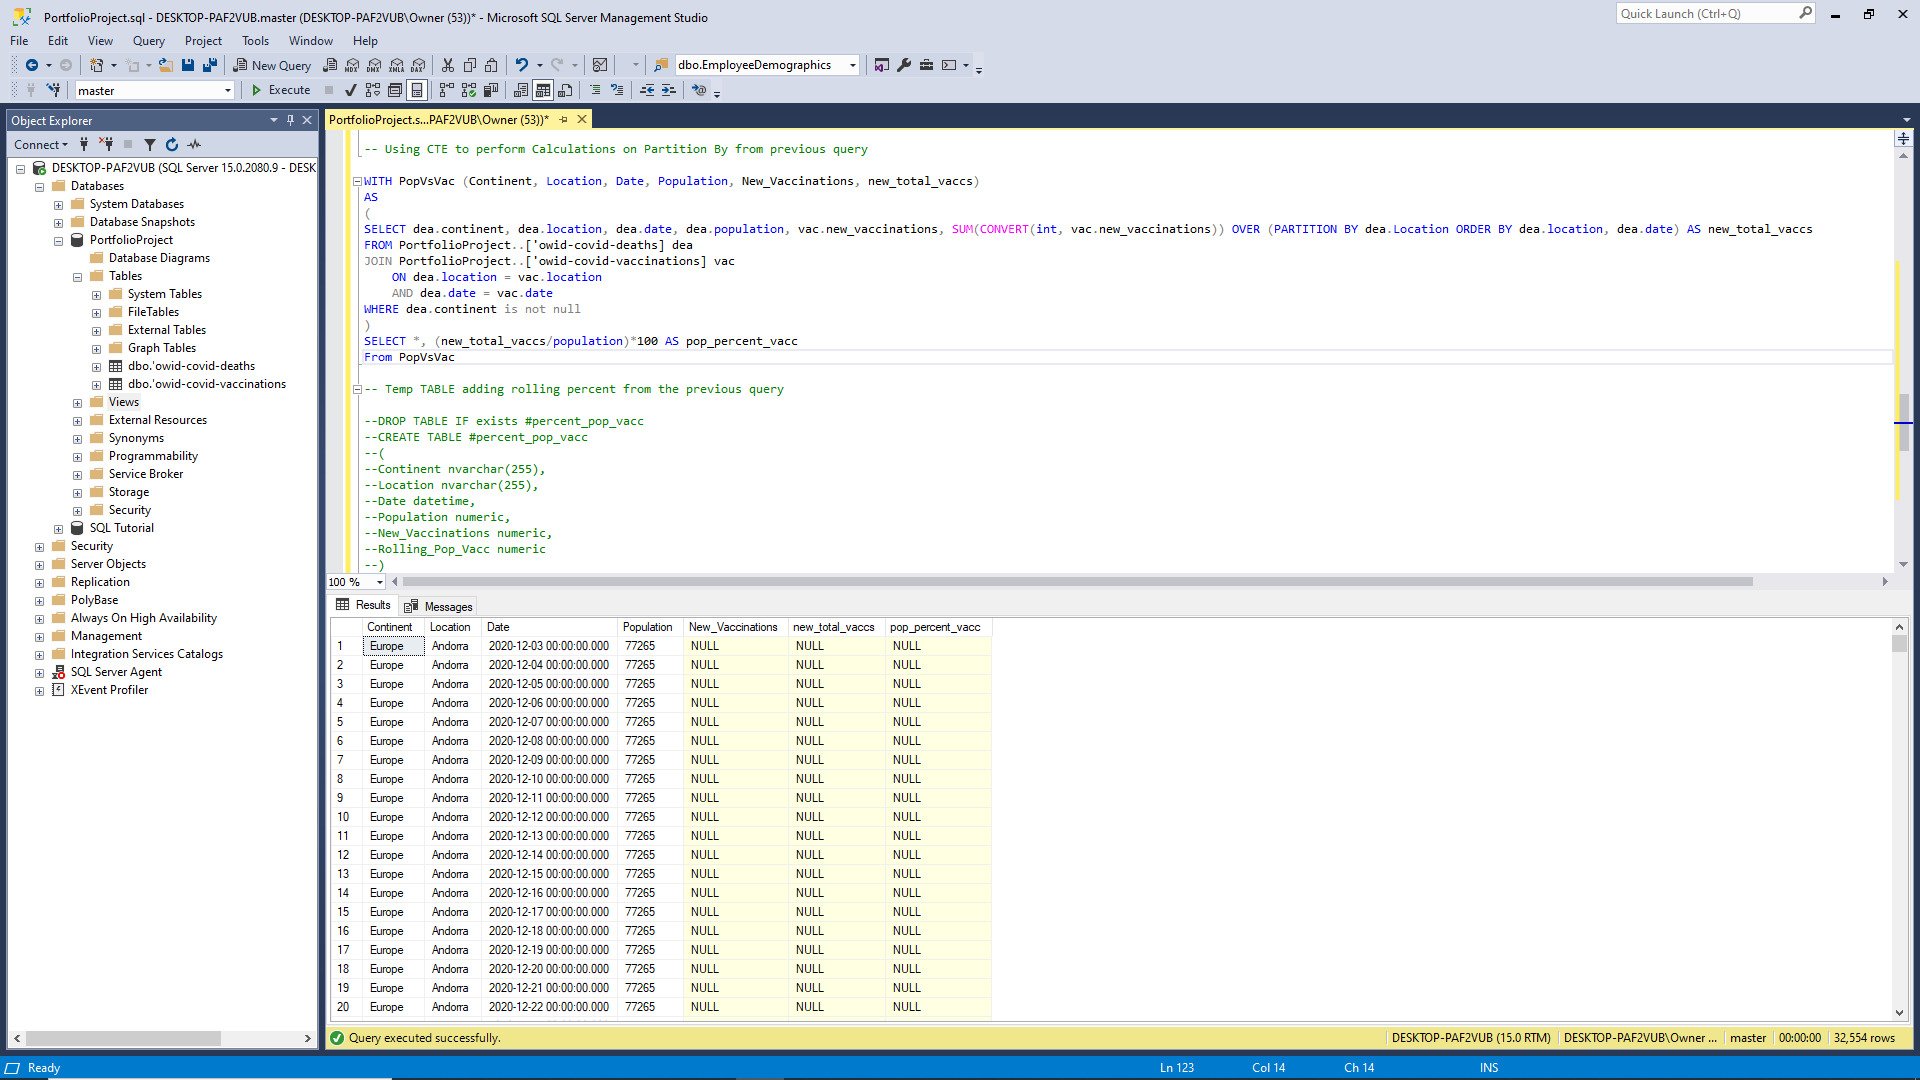 PortfolioProject.sql - DESKTOP-PAF2VUB.master (DESKTOP-PAF2VUB\Owner (53))* - Microsoft SQL Server Management Studio
Quick Launch (Ctrl+Q)
File Edit View Query Project Tools Window Help
New Query MDX DMX XMLA DAX dbo.EmployeeDemographics
master Execute
Object Explorer
Connect
DESKTOP-PAF2VUB (SQL Server 15.0.2080.9 - DESK
Databases
System Databases
Database Snapshots
PortfolioProject
Database Diagrams
Tables
System Tables
FileTables
External Tables
Graph Tables
dbo.'owid-covid-deaths
dbo.'owid-covid-vaccinations
Views
External Resources
Synonyms
Programmability
Service Broker
Storage
Security
SQL Tutorial
Security
Server Objects
Replication
PolyBase
Always On High Availability
Management
Integration Services Catalogs
SQL Server Agent
XEvent Profiler
PortfolioProject.s...PAF2VUB\Owner (53))*
-- Using CTE to perform Calculations on Partition By from previous query
WITH PopVsVac (Continent, Location, Date, Population, New_Vaccinations, new_total_vaccs)
AS
(
SELECT dea.continent, dea.location, dea.date, dea.population, vac.new_vaccinations, SUM(CONVERT(int, vac.new_vaccinations)) OVER (PARTITION BY dea.Location ORDER BY dea.location, dea.date) AS new_total_vaccs
FROM PortfolioProject..['owid-covid-deaths] dea
JOIN PortfolioProject..['owid-covid-vaccinations] vac
ON dea.location = vac.location
AND dea.date = vac.date
WHERE dea.continent is not null
)
SELECT *, (new_total_vaccs/population)*100 AS pop_percent_vacc
From PopVsVac
-- Temp TABLE adding rolling percent from the previous query
--DROP TABLE IF exists #percent_pop_vacc
--CREATE TABLE #percent_pop_vacc
--(
--Continent nvarchar(255),
--Location nvarchar(255),
--Date datetime,
--Population numeric,
--New_Vaccinations numeric,
--Rolling_Pop_Vacc numeric
--)
100 %
Results Messages
Continent Location Date Population New_Vaccinations new_total_vaccs pop_percent_vacc
1 Europe Andorra 2020-12-03 00:00:00.000 77265 NULL NULL NULL
2 Europe Andorra 2020-12-04 00:00:00.000 77265 NULL NULL NULL
3 Europe Andorra 2020-12-05 00:00:00.000 77265 NULL NULL NULL
4 Europe Andorra 2020-12-06 00:00:00.000 77265 NULL NULL NULL
5 Europe Andorra 2020-12-07 00:00:00.000 77265 NULL NULL NULL
6 Europe Andorra 2020-12-08 00:00:00.000 77265 NULL NULL NULL
7 Europe Andorra 2020-12-09 00:00:00.000 77265 NULL NULL NULL
8 Europe Andorra 2020-12-10 00:00:00.000 77265 NULL NULL NULL
9 Europe Andorra 2020-12-11 00:00:00.000 77265 NULL NULL NULL
10 Europe Andorra 2020-12-12 00:00:00.000 77265 NULL NULL NULL
11 Europe Andorra 2020-12-13 00:00:00.000 77265 NULL NULL NULL
12 Europe Andorra 2020-12-14 00:00:00.000 77265 NULL NULL NULL
13 Europe Andorra 2020-12-15 00:00:00.000 77265 NULL NULL NULL
14 Europe Andorra 2020-12-16 00:00:00.000 77265 NULL NULL NULL
15 Europe Andorra 2020-12-17 00:00:00.000 77265 NULL NULL NULL
16 Europe Andorra 2020-12-18 00:00:00.000 77265 NULL NULL NULL
17 Europe Andorra 2020-12-19 00:00:00.000 77265 NULL NULL NULL
18 Europe Andorra 2020-12-20 00:00:00.000 77265 NULL NULL NULL
19 Europe Andorra 2020-12-21 00:00:00.000 77265 NULL NULL NULL
20 Europe Andorra 2020-12-22 00:00:00.000 77265 NULL NULL NULL
Query executed successfully. DESKTOP-PAF2VUB (15.0 RTM) DESKTOP-PAF2VUB\Owner ... master 00:00:00 32,554 rows
Ready Ln 123 Col 14 Ch 14 INS